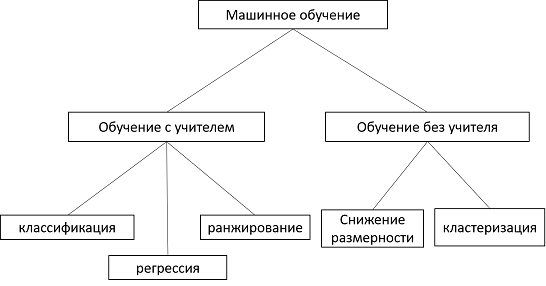 Машинное обучение
Обучение с учителем
Обучение без учителя
классификация
регрессия
ранжирование
Снижение
размерности
кластеризация